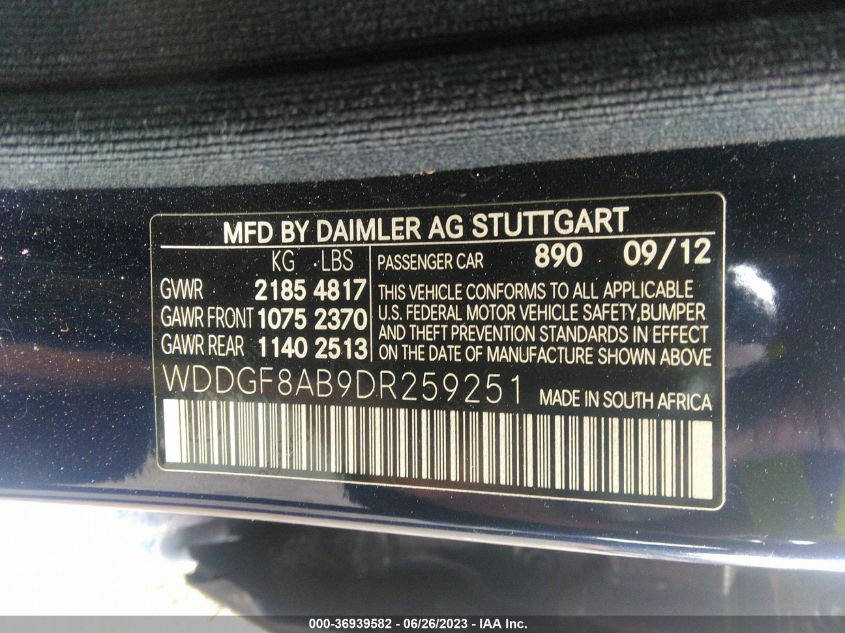 MFD BY DAIMLER AG STUTTGART
KG LBS
GVWR 2185 4817
GAWR FRONT 1075 2370
GAWR REAR 1140 2513
PASSENGER CAR 890 09/12
THIS VEHICLE CONFORMS TO ALL APPLICABLE
U.S. FEDERAL MOTOR VEHICLE SAFETY,BUMPER
AND THEFT PREVENTION STANDARDS IN EFFECT
ON THE DATE OF MANUFACTURE SHOWN ABOVE
WDDGF8AB9DR259251 MADE IN SOUTH AFRICA
000-36939582 - 06/26/2023 - IAA Inc.